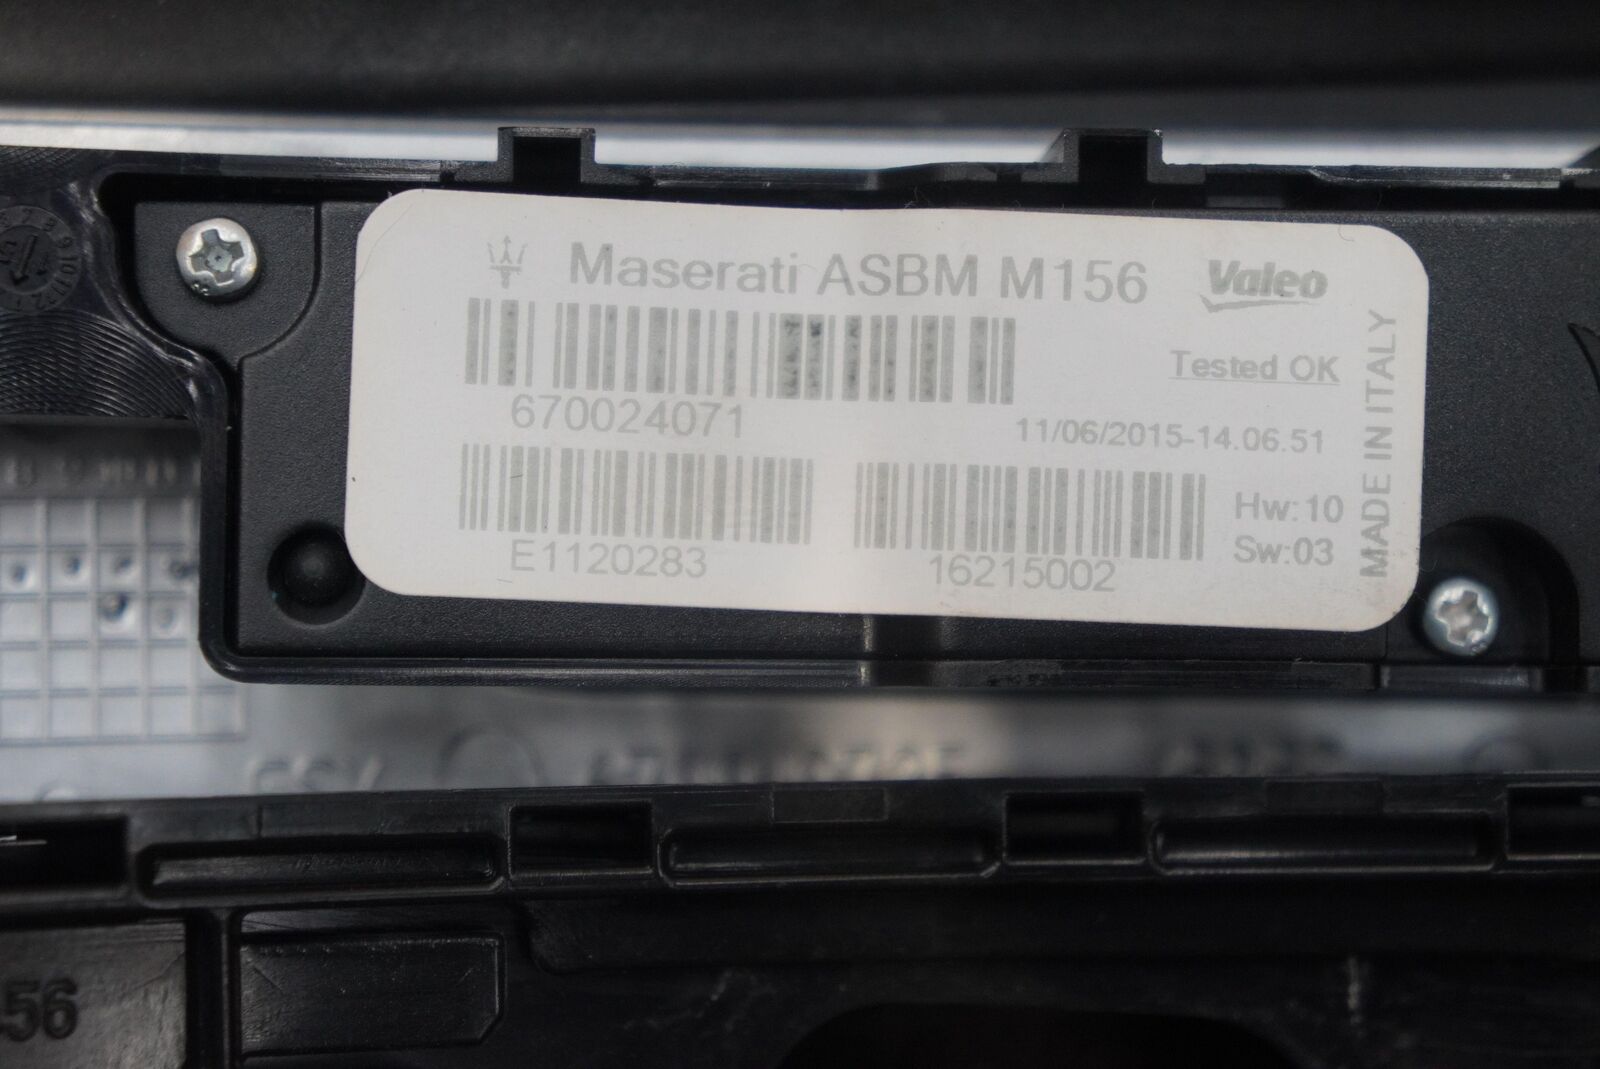 Maserati ASBM M156
Valeo
Tested OK
670024071
11/06/2015-14.06.51
MADE IN ITALY
Hw:10
Sw:03
E1120283
16215002
56